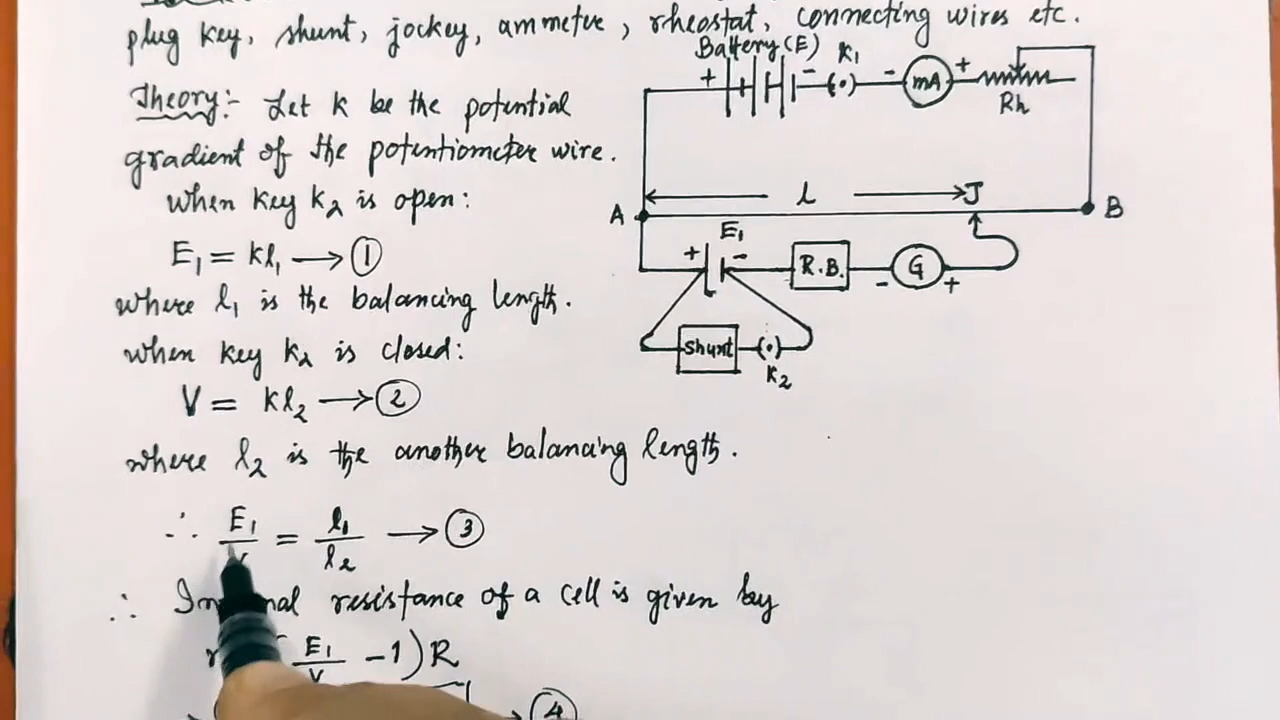 plug key, shunt, jockey, ammeter, rheostat, connecting wires etc.
Theory:- Let k be the potential
gradient of the potentiometer wire.
when key k2 is open:
E1 = kl1 → 1
where l1 is the balancing length.
when key k2 is closed:
V = kl2 → 2
where l2 is the another balancing length.
∴ E1/V = l1/l2 → 3
∴ resistance of a cell is given by
E1/V - 1) R
→ 4
Battery (E) K1
+ - - mA +
Rh
l J
A B
E1
+ - R.B. - G +
Shunt K2